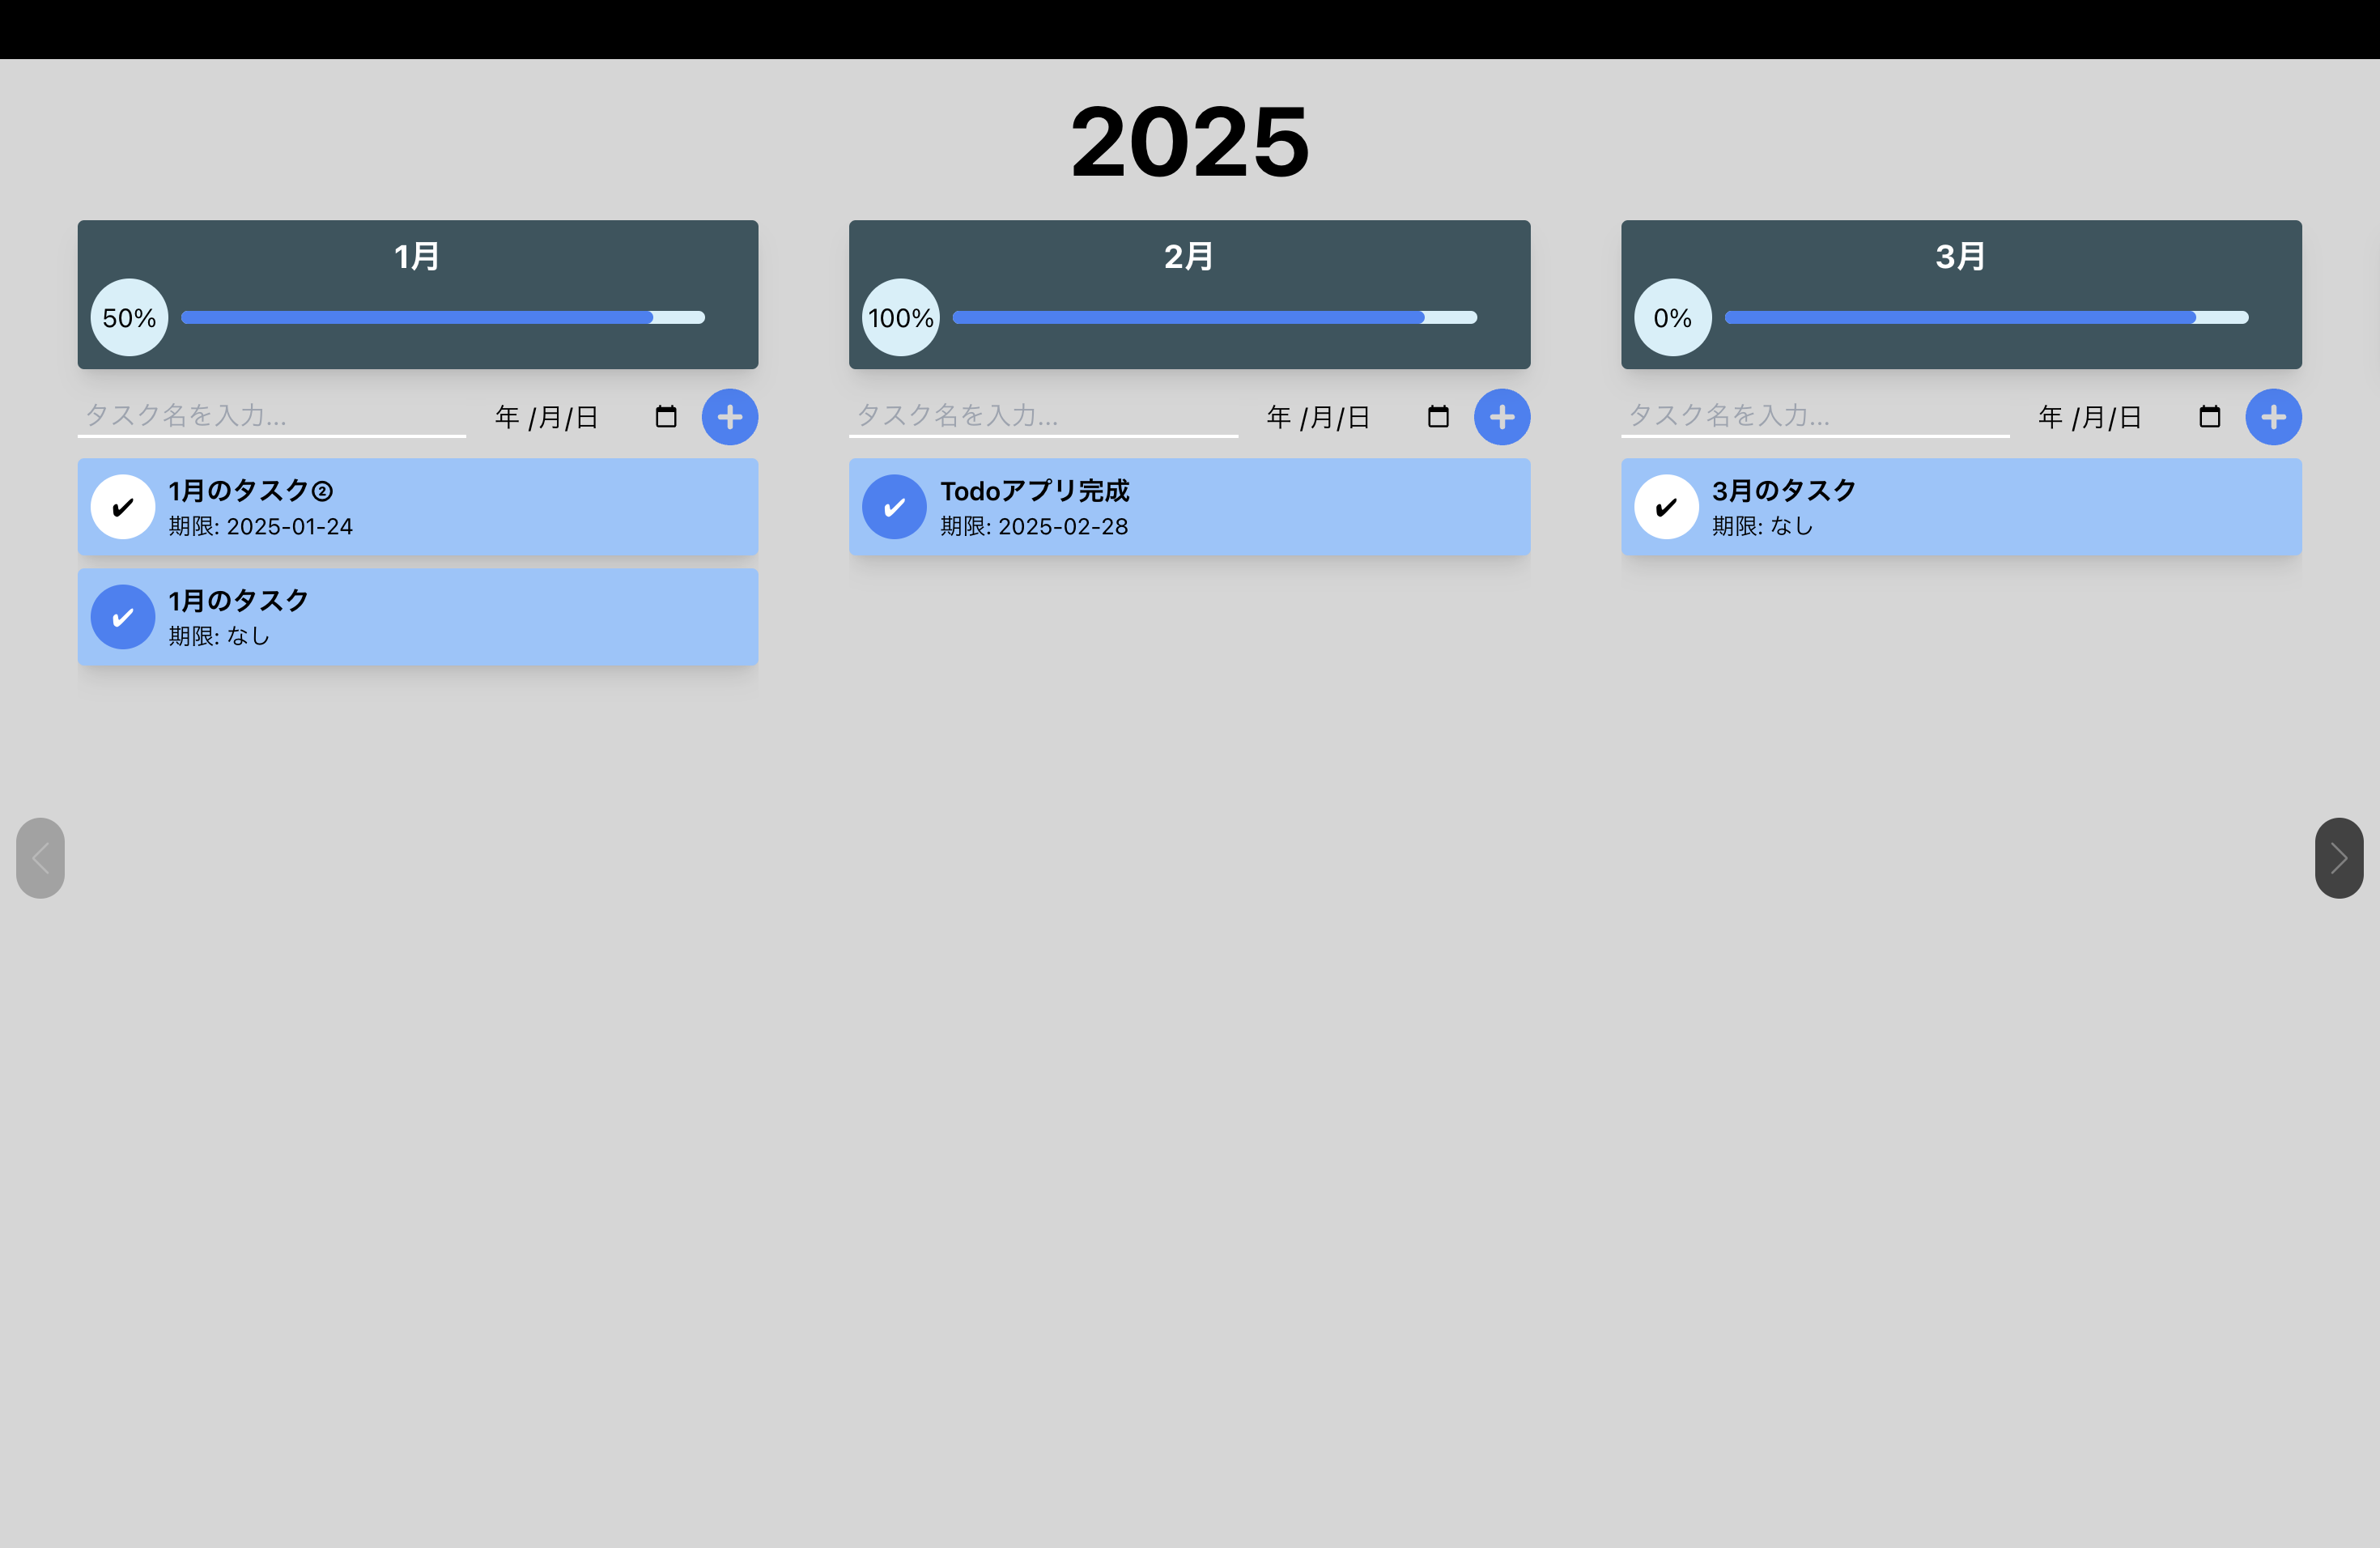 2025
1月
50%
タスク名を入力...
年 /月/日
1月のタスク②
期限: 2025-01-24
1月のタスク
期限: なし
2月
100%
タスク名を入力...
年 /月/日
Todoアプリ完成
期限: 2025-02-28
3月
0%
タスク名を入力...
年 /月/日
3月のタスク
期限: なし